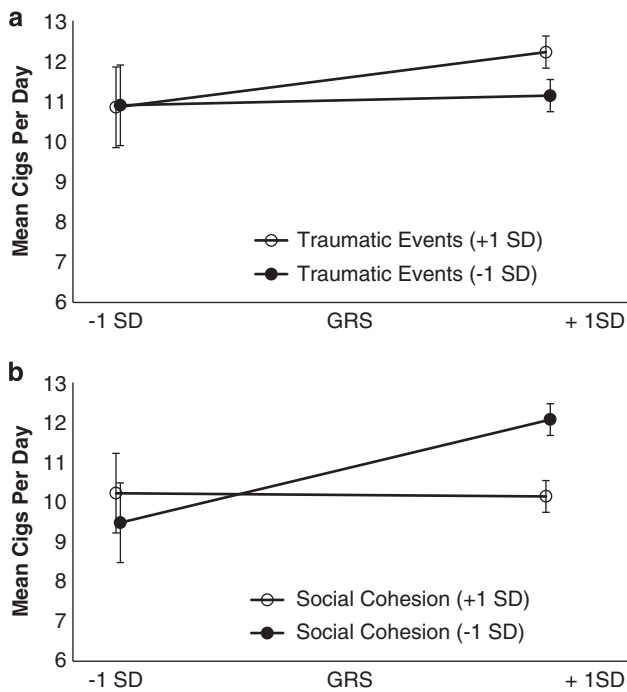 a
Mean Cigs Per Day
13
12
11
10
9
8
7
6
Traumatic Events (+1 SD)
Traumatic Events (-1 SD)
-1 SD GRS + 1SD
b
Mean Cigs Per Day
13
12
11
10
9
8
7
6
Social Cohesion (+1 SD)
Social Cohesion (-1 SD)
-1 SD GRS + 1SD